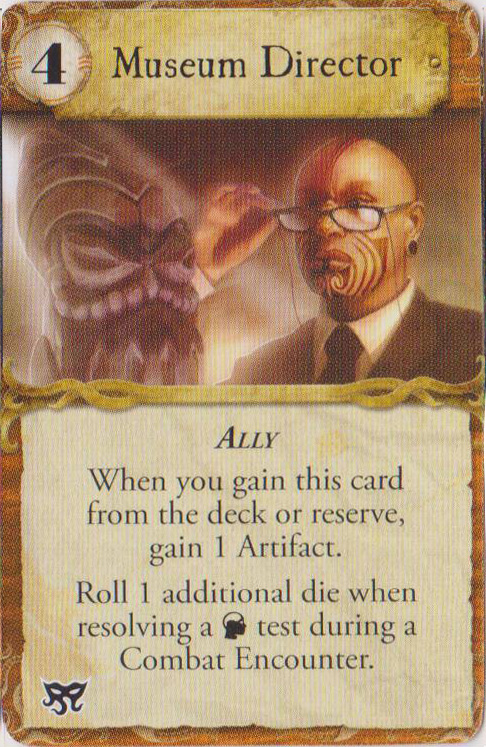 4 Museum Director
ALLY
When you gain this card
from the deck or reserve,
gain 1 Artifact.
Roll 1 additional die when
resolving a test during a
Combat Encounter.